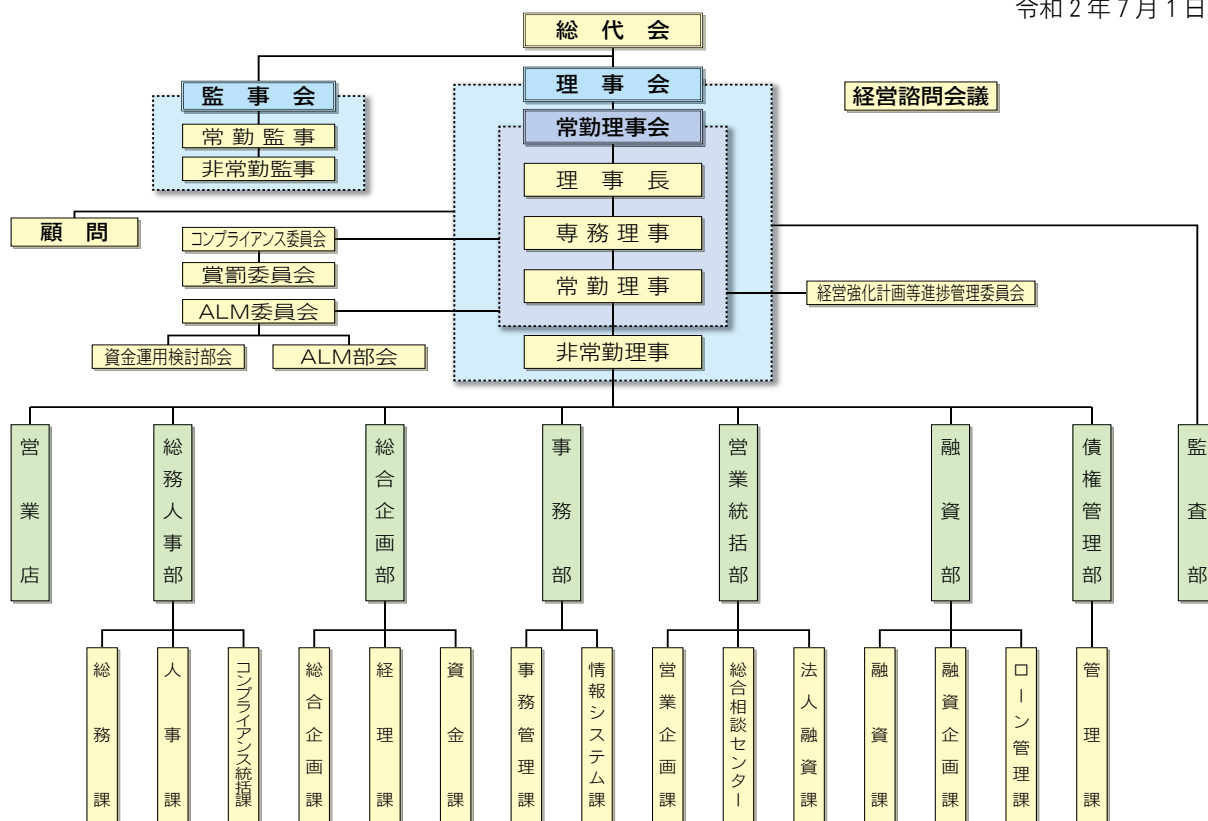 令和2年7月1日
総代会
監事会
理事会
経営諮問会議
常勤監事
常勤理事会
非常勤監事
理事長
顧問
コンプライアンス委員会
専務理事
賞罰委員会
常勤理事
経営強化計画等進捗管理委員会
ALM委員会
資金運用検討部会
ALM部会
非常勤理事
営業店
総務人事部
総合企画部
事務部
営業統括部
融資部
債権管理部
監査部
総務課
人事課
コンプライアンス統括課
総合企画課
経理課
資金課
事務管理課
情報システム課
営業企画課
総合相談センター
法人融資課
融資課
融資企画課
ローン管理課
管理課